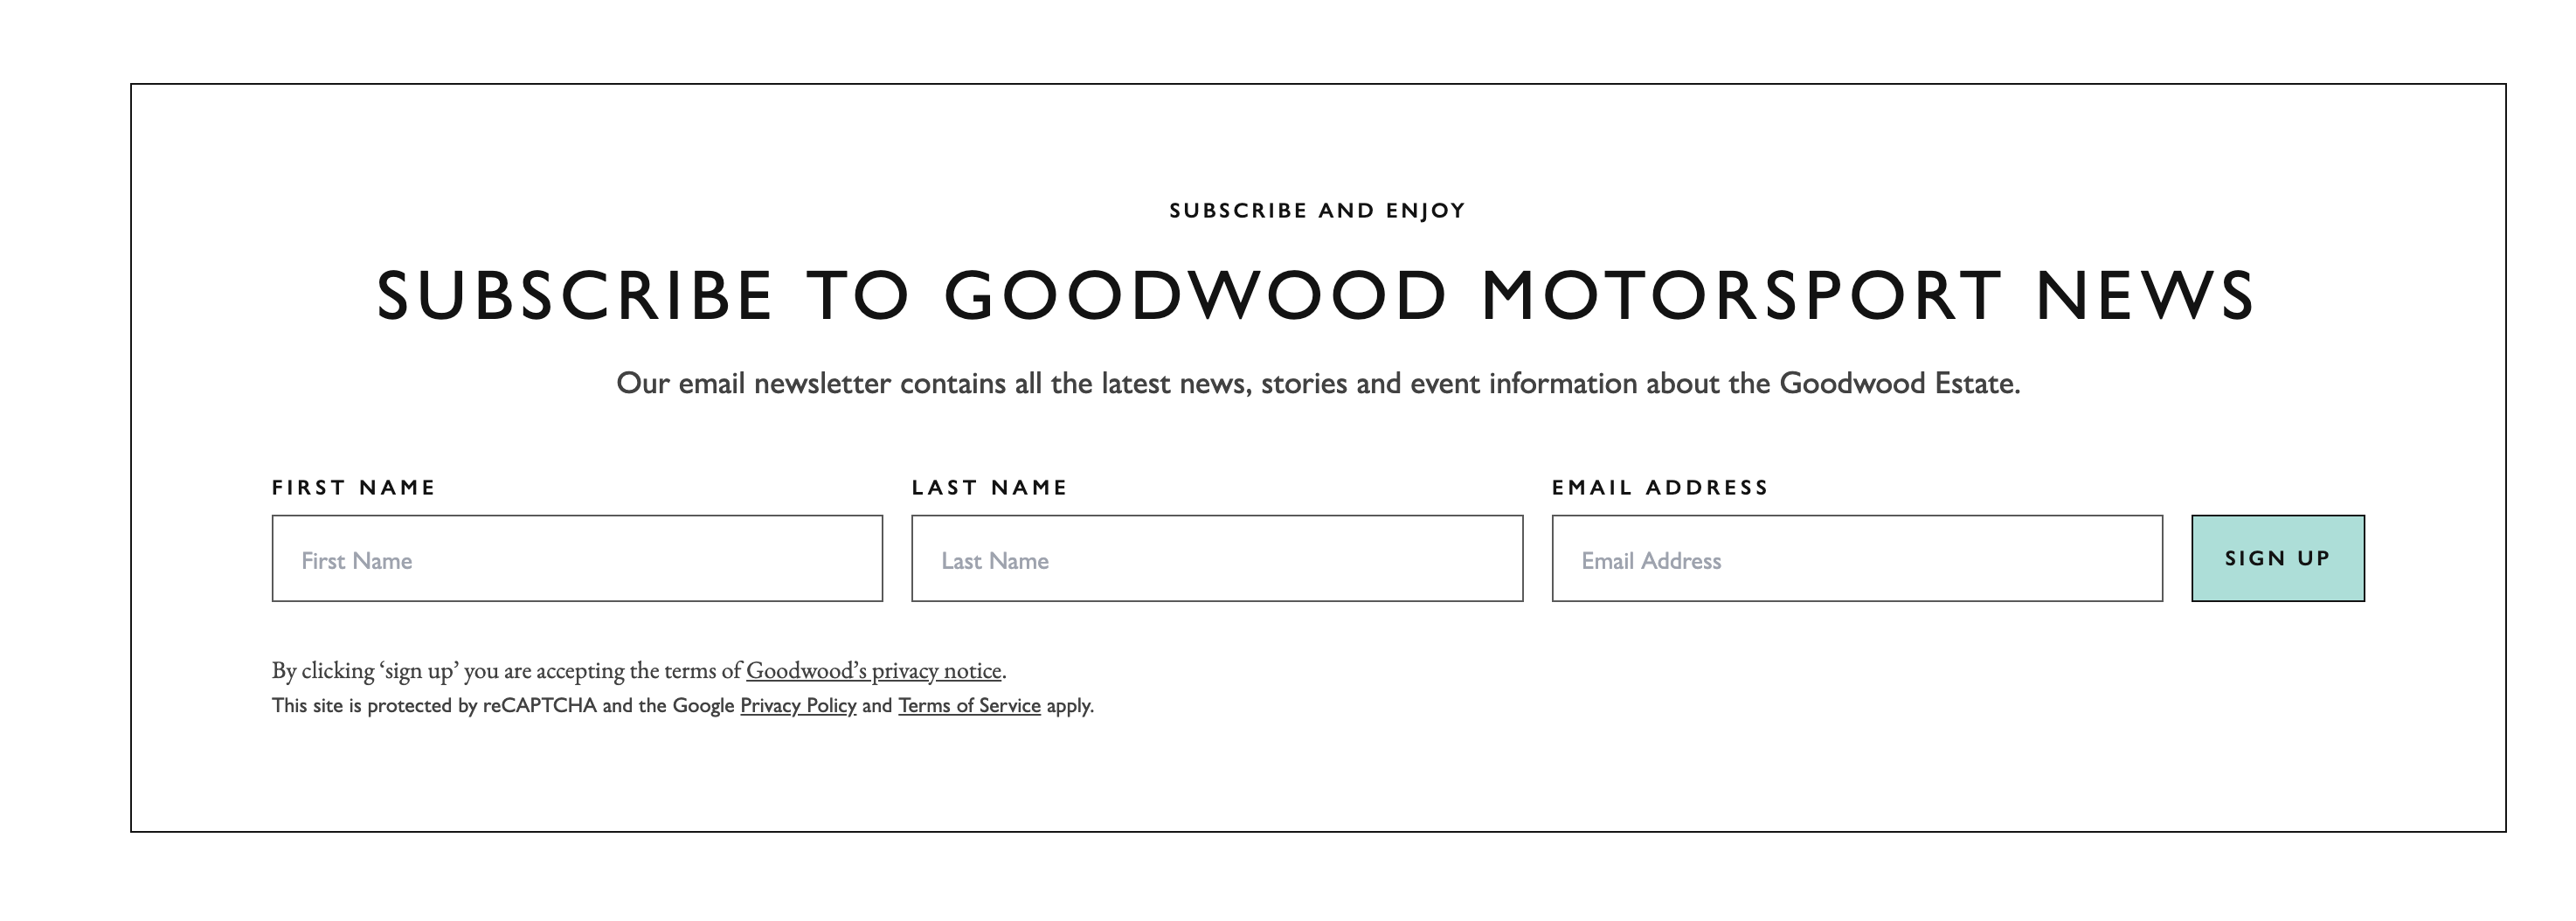 SUBSCRIBE AND ENJOY
SUBSCRIBE TO GOODWOOD MOTORSPORT NEWS
Our email newsletter contains all the latest news, stories and event information about the Goodwood Estate.
FIRST NAME
First Name
LAST NAME
Last Name
EMAIL ADDRESS
Email Address
SIGN UP
By clicking ‘sign up’ you are accepting the terms of Goodwood’s privacy notice.
This site is protected by reCAPTCHA and the Google Privacy Policy and Terms of Service apply.